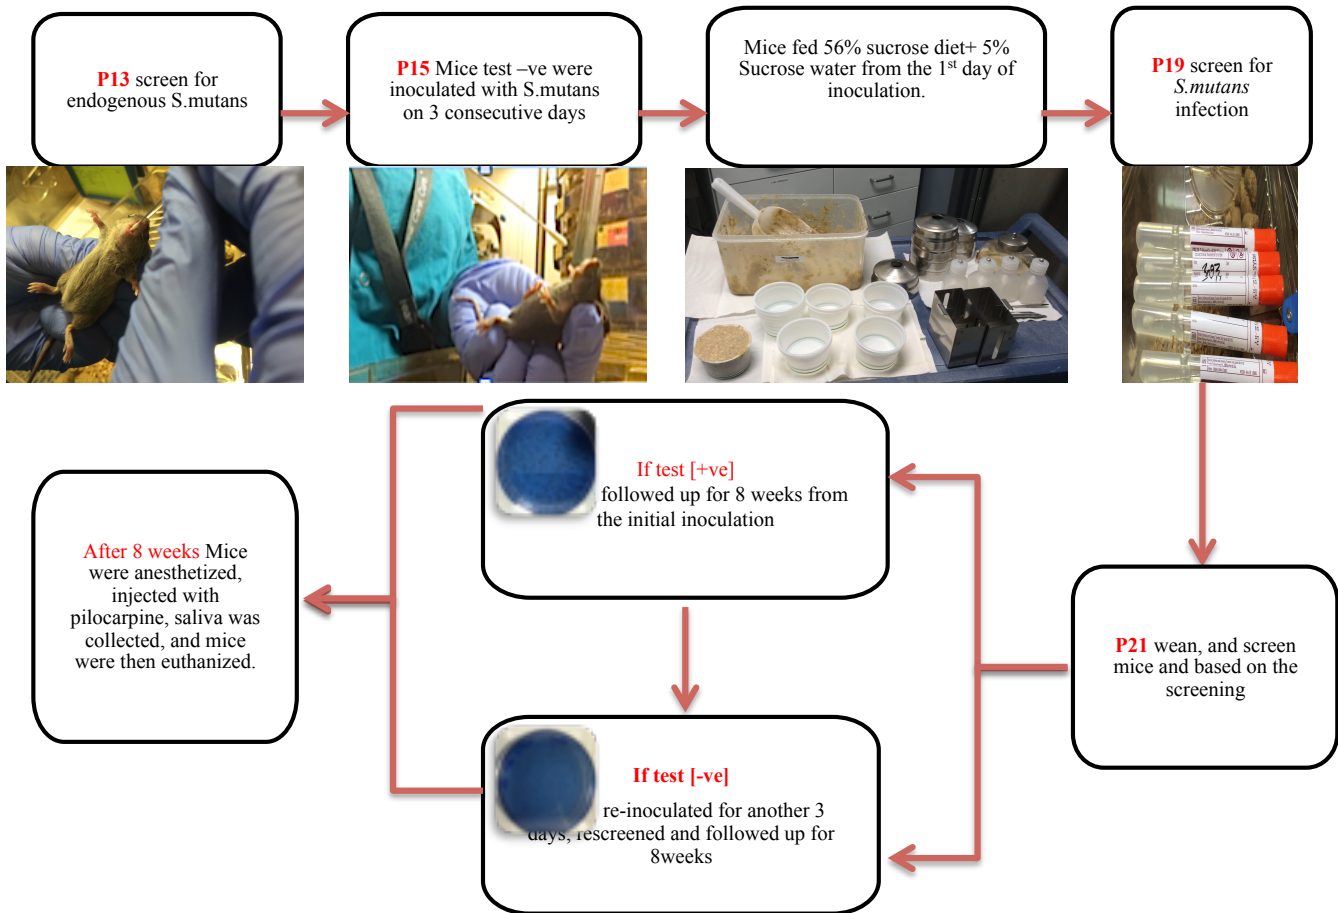 P13 screen for
endogenous S.mutans
P15 Mice test –ve were
inoculated with S.mutans
on 3 consecutive days
Mice fed 56% sucrose diet+ 5%
Sucrose water from the 1st day of
inoculation.
P19 screen for
S.mutans
infection
303
If test [+ve]
followed up for 8 weeks from
the initial inoculation
After 8 weeks Mice
were anesthetized,
injected with
pilocarpine, saliva was
collected, and mice
were then euthanized.
P21 wean, and screen
mice and based on the
screening
If test [-ve]
re-inoculated for another 3
days, rescreened and followed up for
8weeks